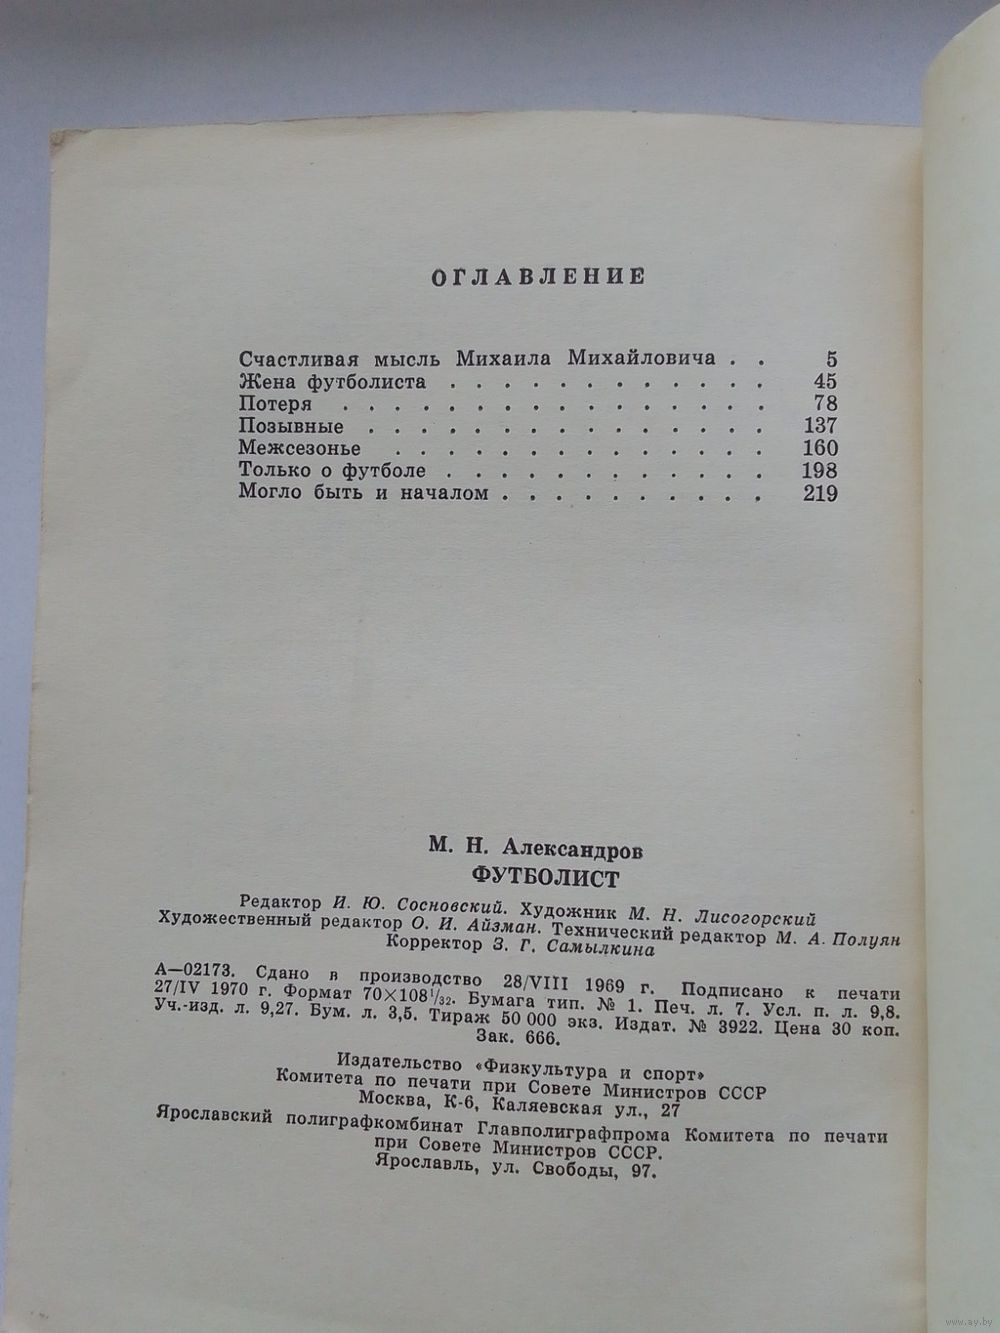 ОГЛАВЛЕНИЕ
Счастливая мысль Михаила Михайловича . . 5
Жена футболиста . . . . . . . . . . . . 45
Потеря . . . . . . . . . . . . . . . . 78
Позывные . . . . . . . . . . . . . . . 137
Межсезонье . . . . . . . . . . . . . . 160
Только о футболе . . . . . . . . . . . . 198
Могло быть и началом . . . . . . . . . . 219
М. Н. Александров
ФУТБОЛИСТ
Редактор И. Ю. Сосновский. Художник М. Н. Лисогорский
Художественный редактор О. И. Айзман. Технический редактор М. А. Полуян
Корректор З. Г. Самылкина
А—02173. Сдано в производство 28/VIII 1969 г. Подписано к печати
27/IV 1970 г. Формат 70×108¹/₃₂. Бумага тип. № 1. Печ. л. 7. Усл. п. л. 9,8.
Уч.-изд. л. 9,27. Бум. л. 3,5. Тираж 50 000 экз. Издат. № 3922. Цена 30 коп.
Зак. 666.
Издательство «Физкультура и спорт»
Комитета по печати при Совете Министров СССР
Москва, К-6, Каляевская ул., 27
Ярославский полиграфкомбинат Главполиграфпрома Комитета по печати
при Совете Министров СССР.
Ярославль, ул. Свободы, 97.
www.ay.by